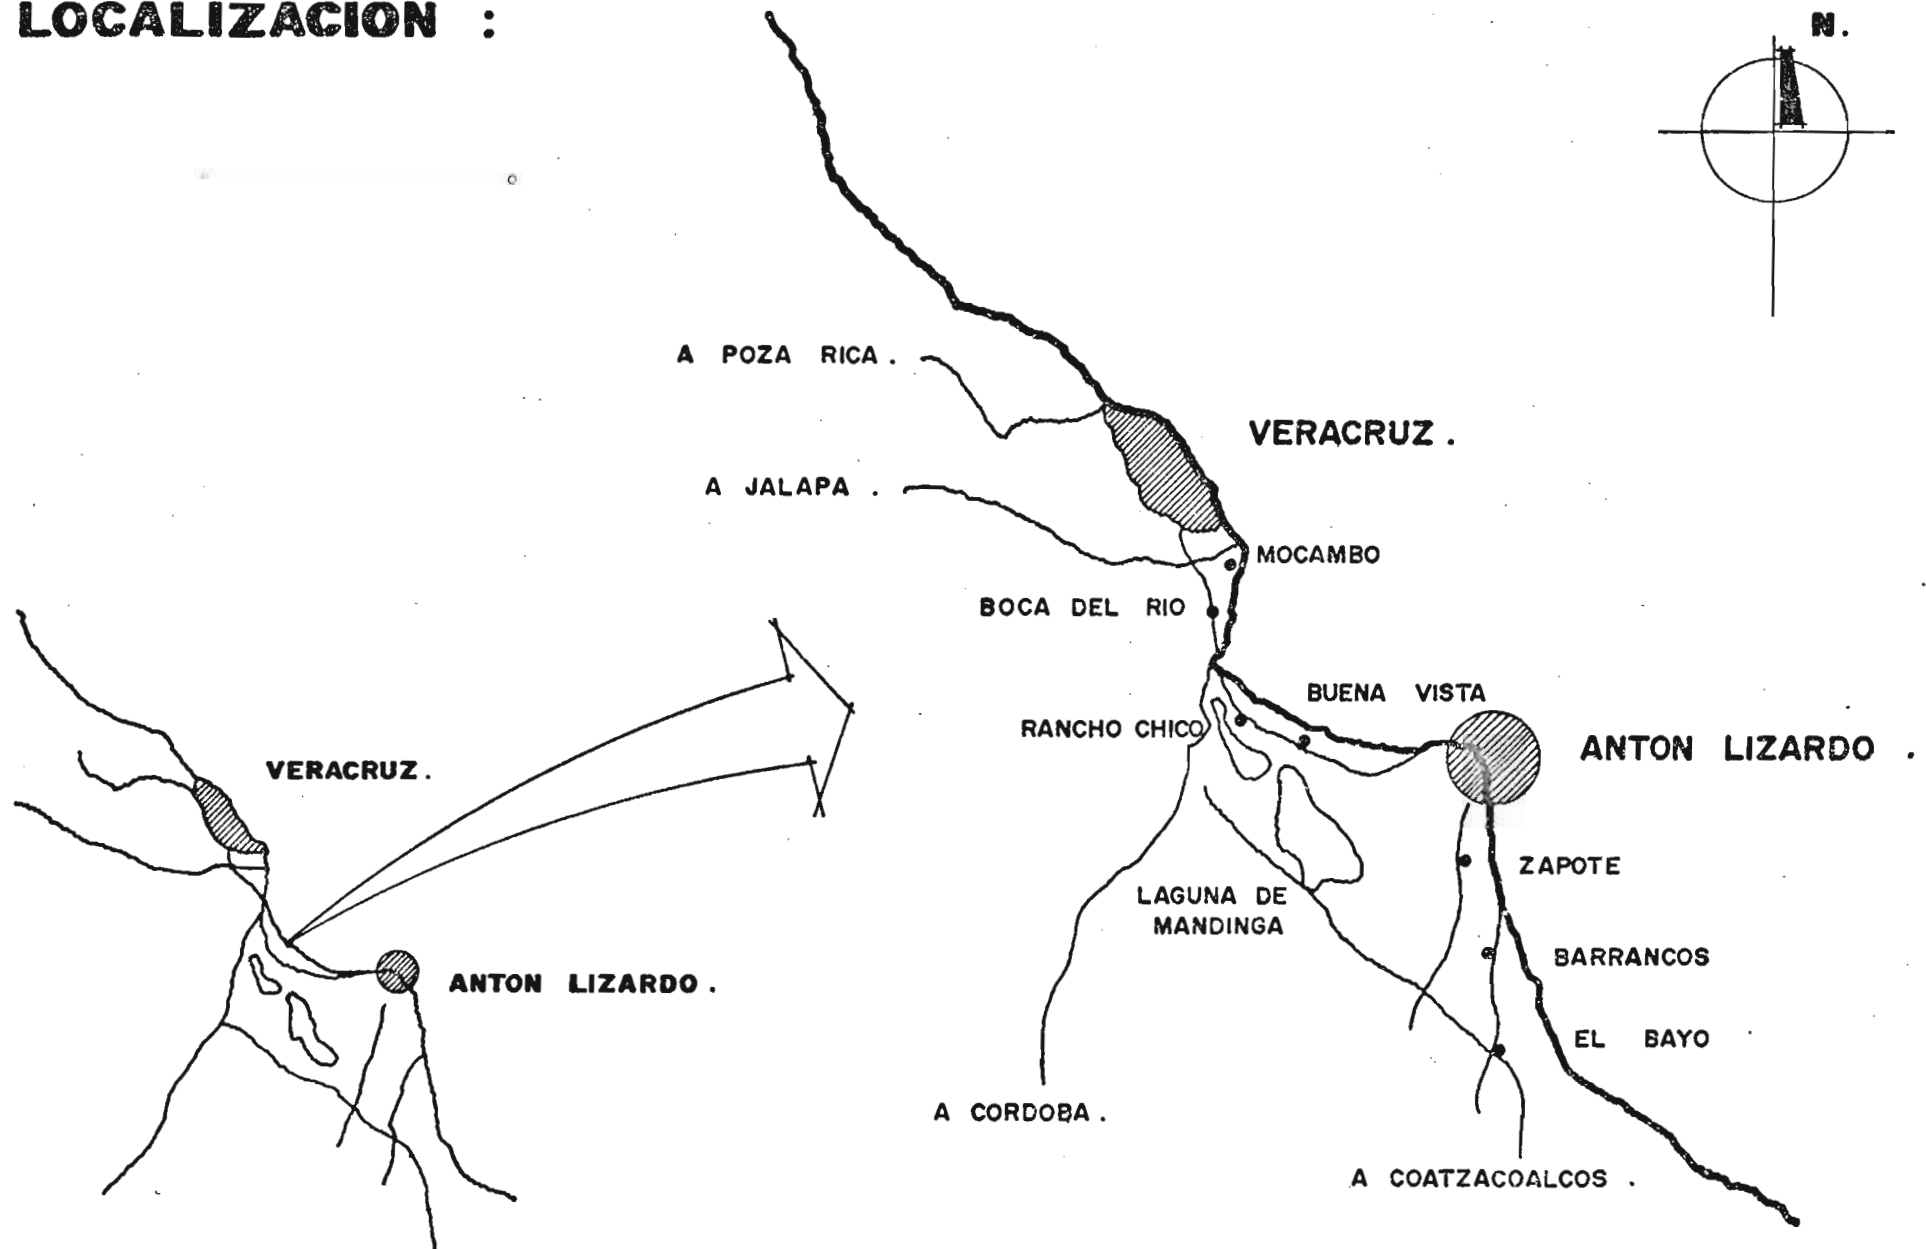 LOCALIZACION :
N.
A POZA RICA .
VERACRUZ .
A JALAPA .
MOCAMBO
BOCA DEL RIO
BUENA VISTA
RANCHO CHICO
ANTON LIZARDO .
VERACRUZ .
ZAPOTE
LAGUNA DE
MANDINGA
BARRANCOS
ANTON LIZARDO .
EL BAYO
A CORDOBA .
A COATZACOALCOS .